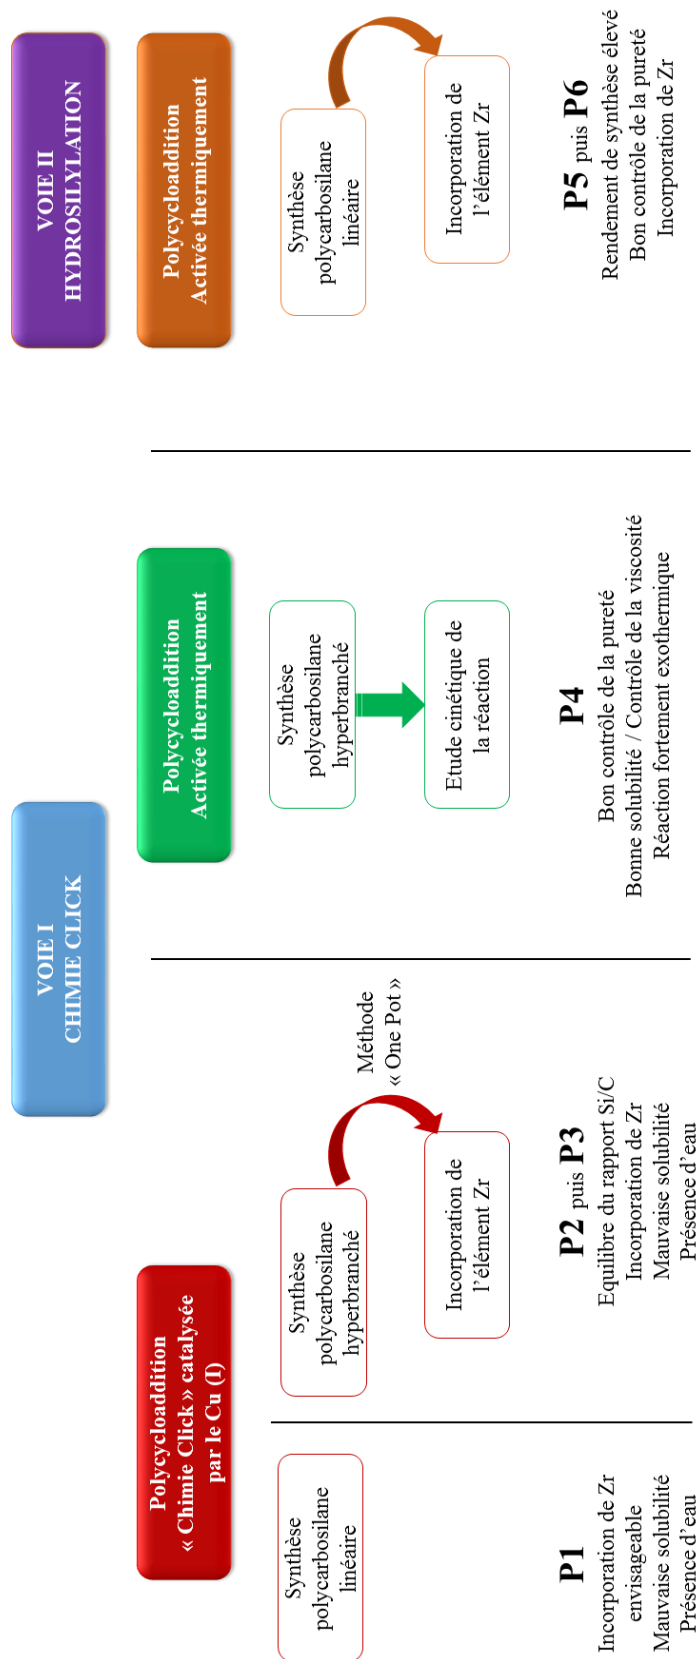 VOIE I
CHIMIE CLICK
VOIE II
HYDROSILYLATION
Polycycloaddition
« Chimie Click » catalysée
par le Cu (I)
Polycycloaddition
Activée thermiquement
Polycycloaddition
Activée thermiquement
Synthèse
polycarbosilane
linéaire
Synthèse
polycarbosilane
hyperbranché
Méthode
« One Pot »
Incorporation de
l’élément Zr
Synthèse
polycarbosilane
hyperbranché
Etude cinétique de
la réaction
Synthèse
polycarbosilane
linéaire
Incorporation de
l’élément Zr
P1
Incorporation de Zr
envisageable
Mauvaise solubilité
Présence d’eau
P2 puis P3
Equilibre du rapport Si/C
Incorporation de Zr
Mauvaise solubilité
Présence d’eau
P4
Bon contrôle de la pureté
Bonne solubilité / Contrôle de la viscosité
Réaction fortement exothermique
P5 puis P6
Rendement de synthèse élevé
Bon contrôle de la pureté
Incorporation de Zr